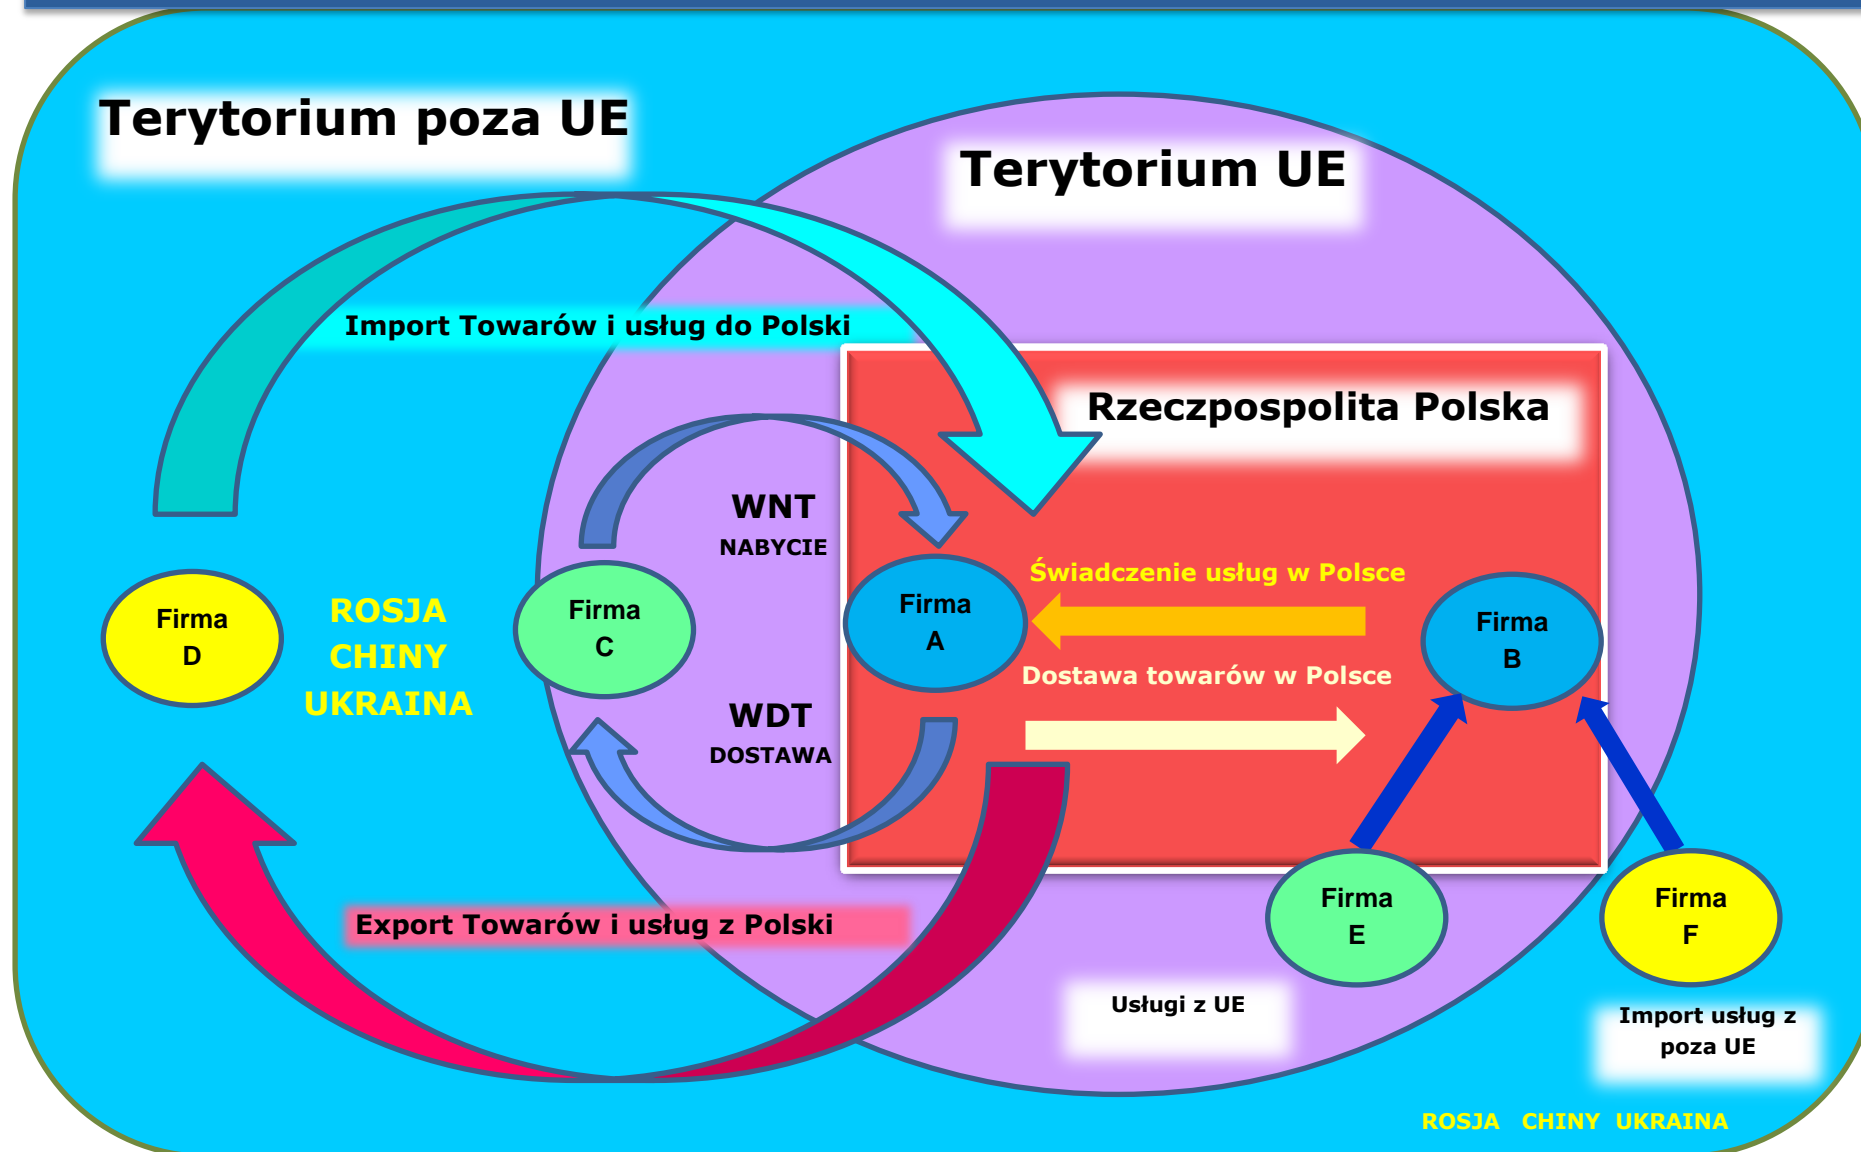 Terytorium poza UE
Terytorium UE
Import Towarów i usług do Polski
Rzeczpospolita Polska
WNT
NABYCIE
Świadczenie usług w Polsce
Firma
D
ROSJA
CHINY
UKRAINA
Firma
C
Firma
A
Firma
B
Dostawa towarów w Polsce
WDT
DOSTAWA
Export Towarów i usług z Polski
Firma
E
Firma
F
Usługi z UE
Import usług z
poza UE
ROSJA CHINY UKRAINA